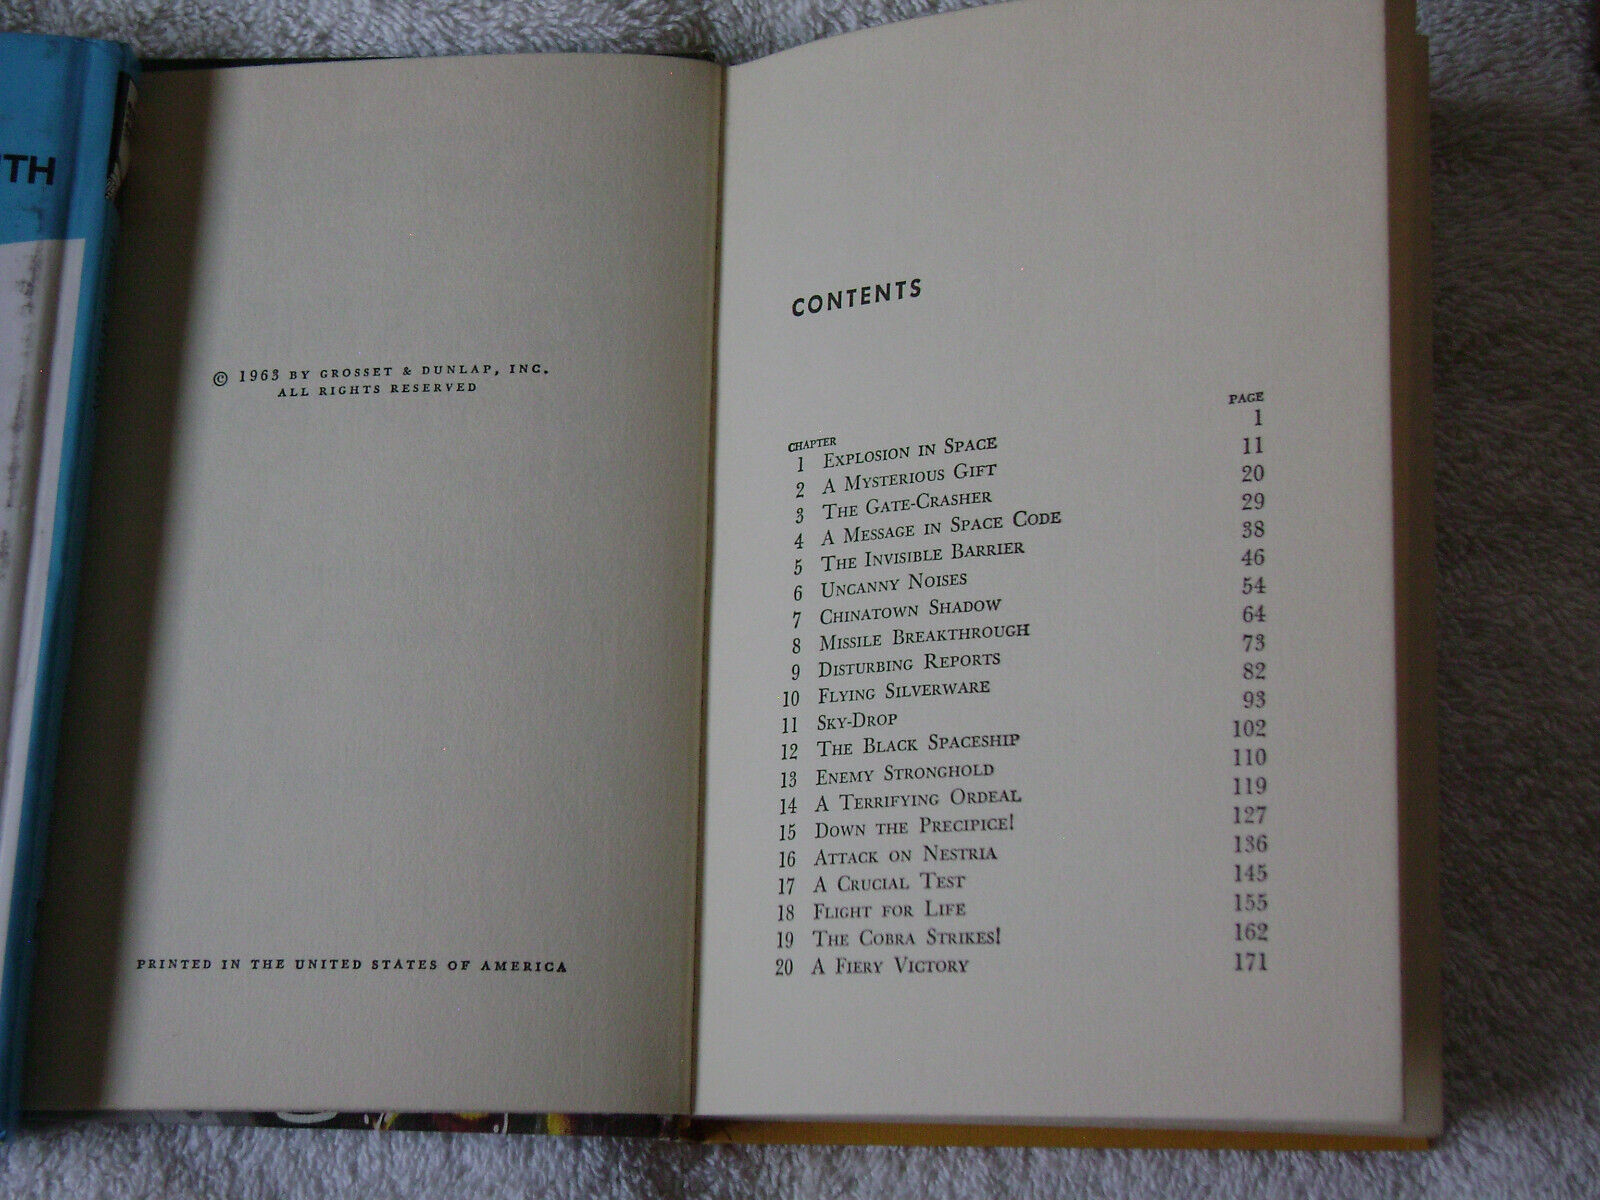 UTH
© 1963 BY GROSSET & DUNLAP, INC.
ALL RIGHTS RESERVED
PRINTED IN THE UNITED STATES OF AMERICA
CONTENTS
CHAPTER PAGE
1 EXPLOSION IN SPACE 1
2 A MYSTERIOUS GIFT 11
3 THE GATE-CRASHER 20
4 A MESSAGE IN SPACE CODE 29
5 THE INVISIBLE BARRIER 38
6 UNCANNY NOISES 46
7 CHINATOWN SHADOW 54
8 MISSILE BREAKTHROUGH 64
9 DISTURBING REPORTS 73
10 FLYING SILVERWARE 82
11 SKY-DROP 93
12 THE BLACK SPACESHIP 102
13 ENEMY STRONGHOLD 110
14 A TERRIFYING ORDEAL 119
15 DOWN THE PRECIPICE! 127
16 ATTACK ON NESTRIA 136
17 A CRUCIAL TEST 145
18 FLIGHT FOR LIFE 155
19 THE COBRA STRIKES! 162
20 A FIERY VICTORY 171